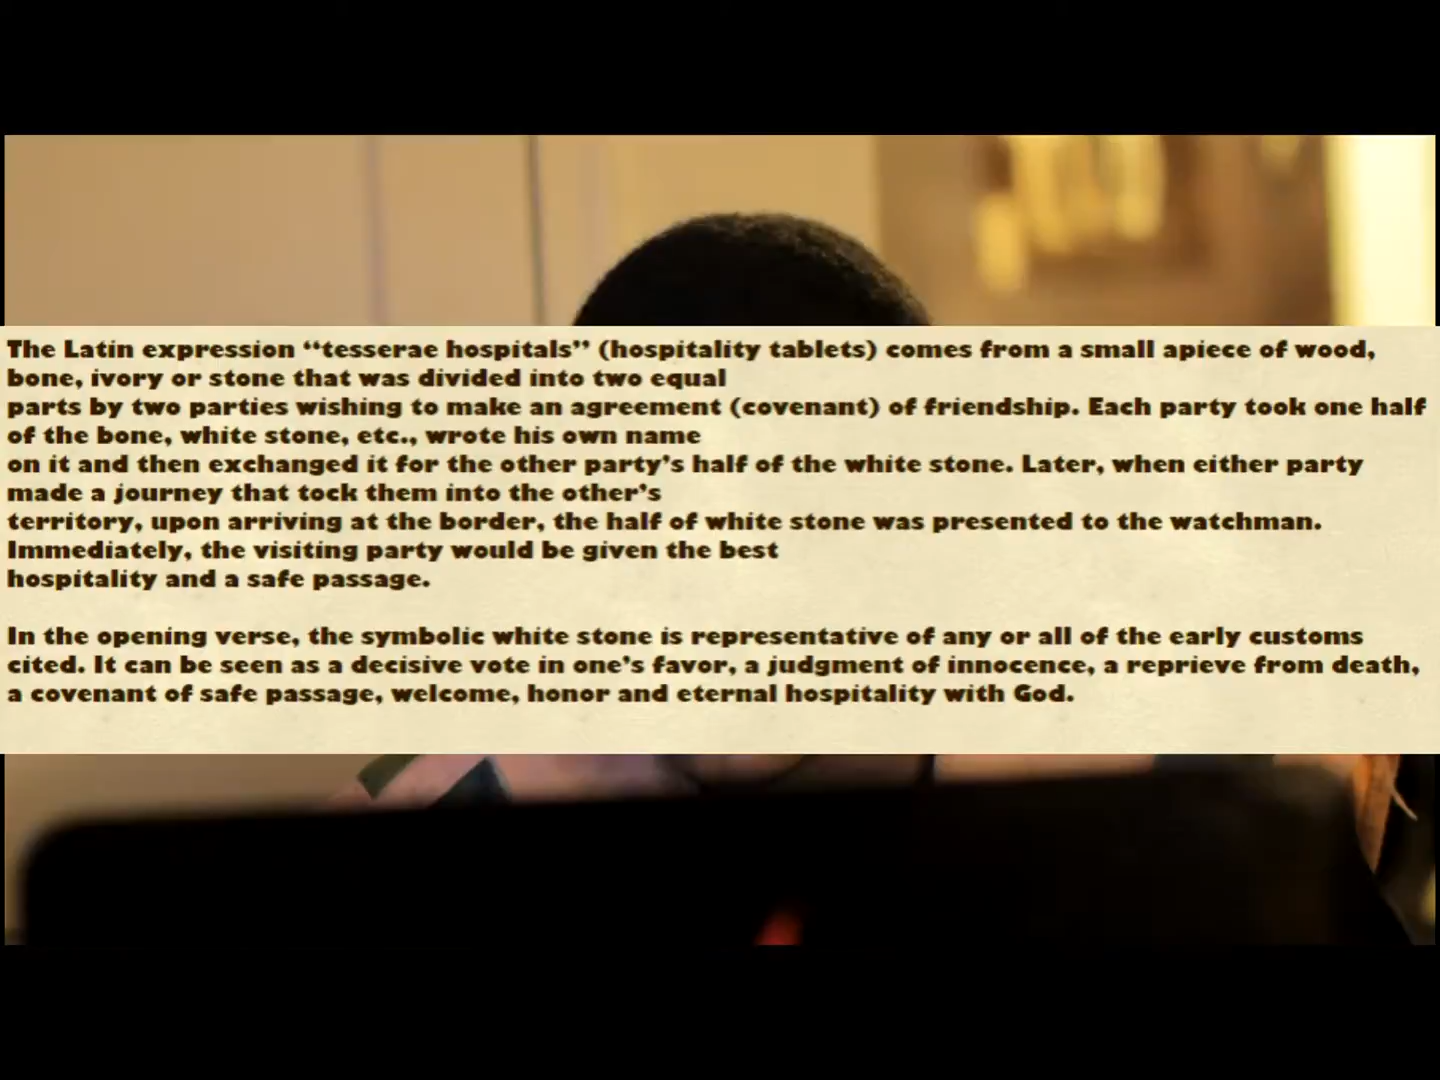 The Latin expression “tesserae hospitals” (hospitality tablets) comes from a small apiece of wood,
bone, ivory or stone that was divided into two equal
parts by two parties wishing to make an agreement (covenant) of friendship. Each party took one half
of the bone, white stone, etc., wrote his own name
on it and then exchanged it for the other party’s half of the white stone. Later, when either party
made a journey that tock them into the other’s
territory, upon arriving at the border, the half of white stone was presented to the watchman.
Immediately, the visiting party would be given the best
hospitality and a safe passage.
In the opening verse, the symbolic white stone is representative of any or all of the early customs
cited. It can be seen as a decisive vote in one’s favor, a judgment of innocence, a reprieve from death,
a covenant of safe passage, welcome, honor and eternal hospitality with God.